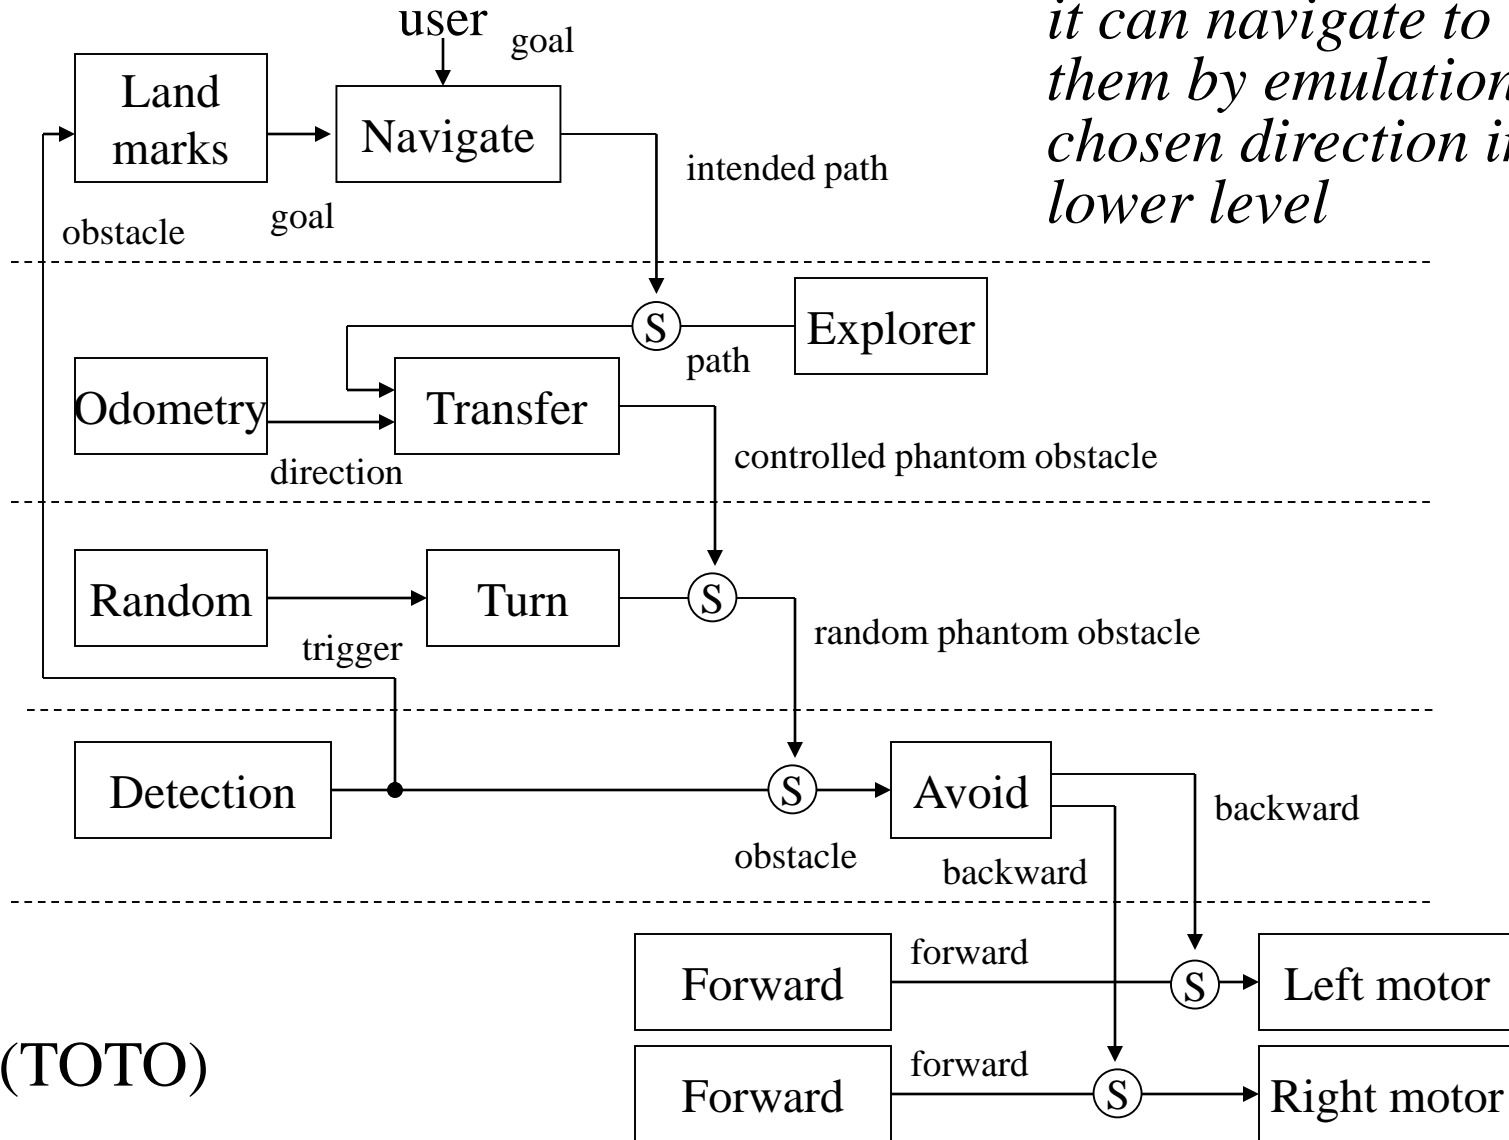 user
goal
it can navigate to
them by emulation
chosen direction
lower level
Land
marks
Navigate
intended path
goal
obstacle
S
Explorer
path
Odometry
Transfer
direction
controlled phantom obstacle
Random
Turn
S
trigger
random phantom obstacle
Detection
S
Avoid
backward
obstacle
backward
Forward
forward
S
Left motor
(TOTO)
Forward
forward
S
Right motor